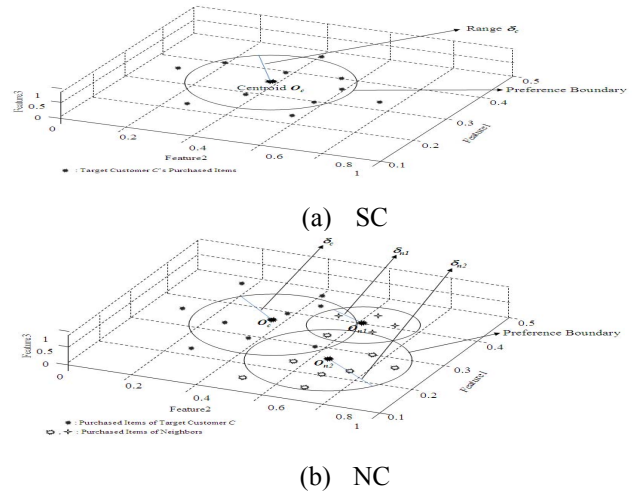 Range δc
Centroid Oc
Preference Boundary
Feature3
1
0.5
0
0
0.2
0.4
0.6
0.8
1
Feature2
0.1
0.2
0.3
0.4
0.5
Feature1
* : Target Customer C's Purchased Items
(a) SC
δc
δn1
δn2
Oc
On1
On2
Preference Boundary
Feature3
1
0.5
0
0
0.2
0.4
0.6
0.8
1
Feature2
0.1
0.2
0.3
0.4
0.5
Feature1
* : Purchased Items of Target Customer C
: Purchased Items of Neighbors
(b) NC